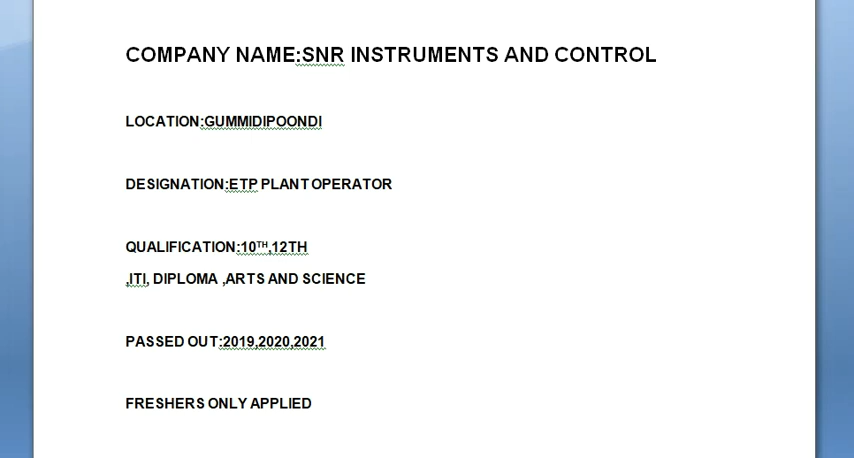 COMPANY NAME:SNR INSTRUMENTS AND CONTROL
LOCATION:GUMMIDIPOONDI
DESIGNATION:ETP PLANT OPERATOR
QUALIFICATION:10TH,12TH
,ITI, DIPLOMA ,ARTS AND SCIENCE
PASSED OUT:2019,2020,2021
FRESHERS ONLY APPLIED